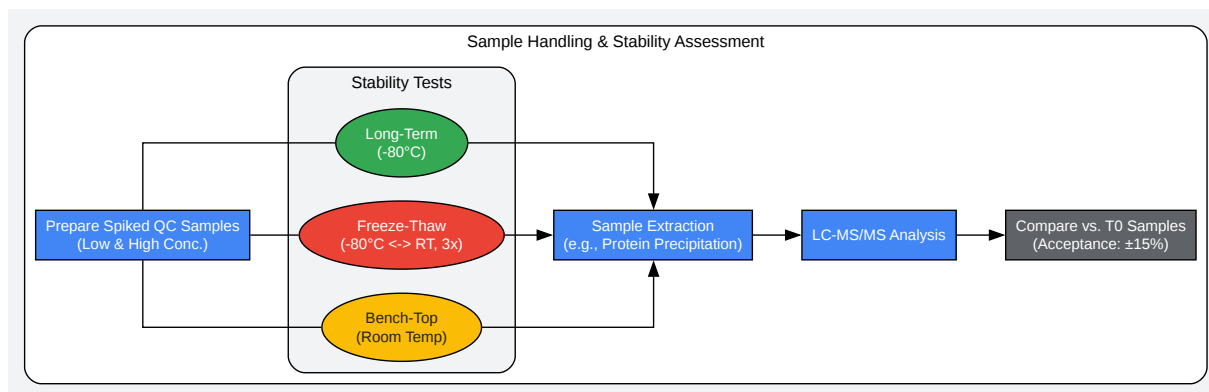 Sample Handling & Stability Assessment
Stability Tests
Long-Term
(-80°C)
Prepare Spiked QC Samples
(Low & High Conc.)
Freeze-Thaw
(-80°C <-> RT, 3x)
Sample Extraction
(e.g., Protein Precipitation)
LC-MS/MS Analysis
Compare vs. T0 Samples
(Acceptance: ±15%)
Bench-Top
(Room Temp)